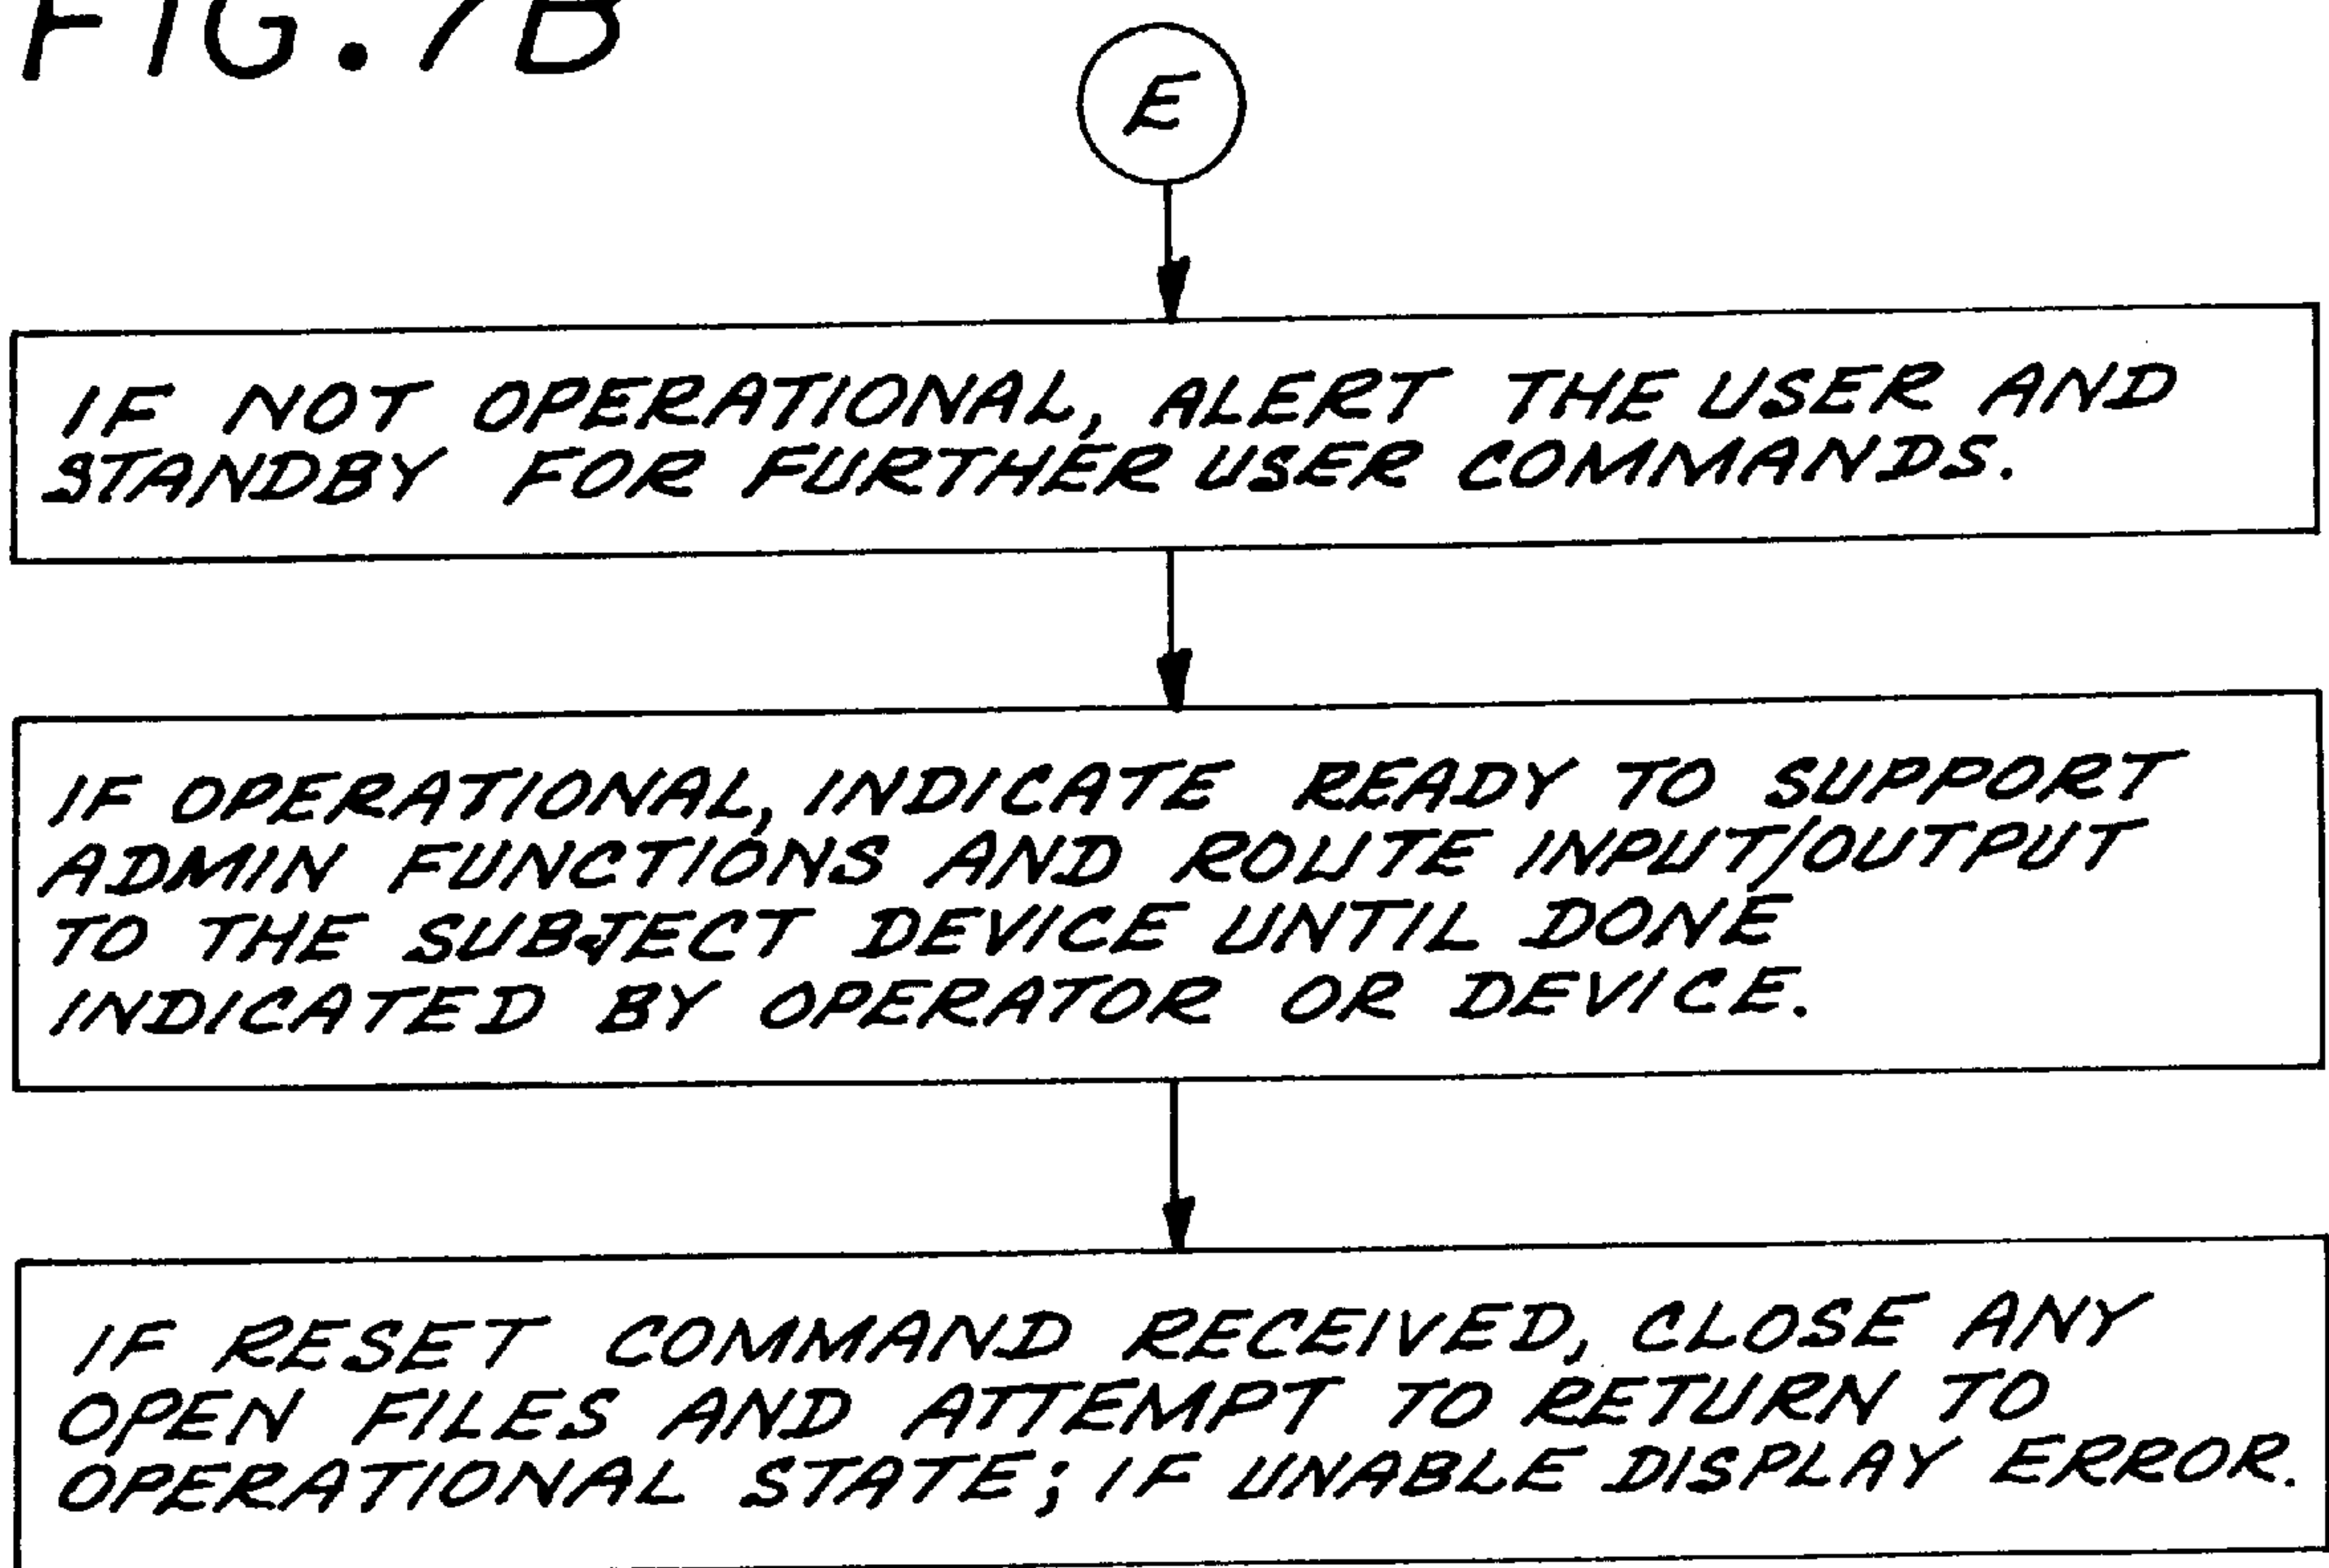 FIG. 7B
E
IF NOT OPERATIONAL, ALERT THE USER AND
STANDBY FOR FURTHER USER COMMANDS.
IF OPERATIONAL, INDICATE READY TO SUPPORT
ADMIN FUNCTIONS AND ROUTE INPUT/OUTPUT
TO THE SUBJECT DEVICE UNTIL DONE
INDICATED BY OPERATOR OR DEVICE.
IF RESET COMMAND RECEIVED, CLOSE ANY
OPEN FILES AND ATTEMPT TO RETURN TO
OPERATIONAL STATE; IF UNABLE DISPLAY ERROR.